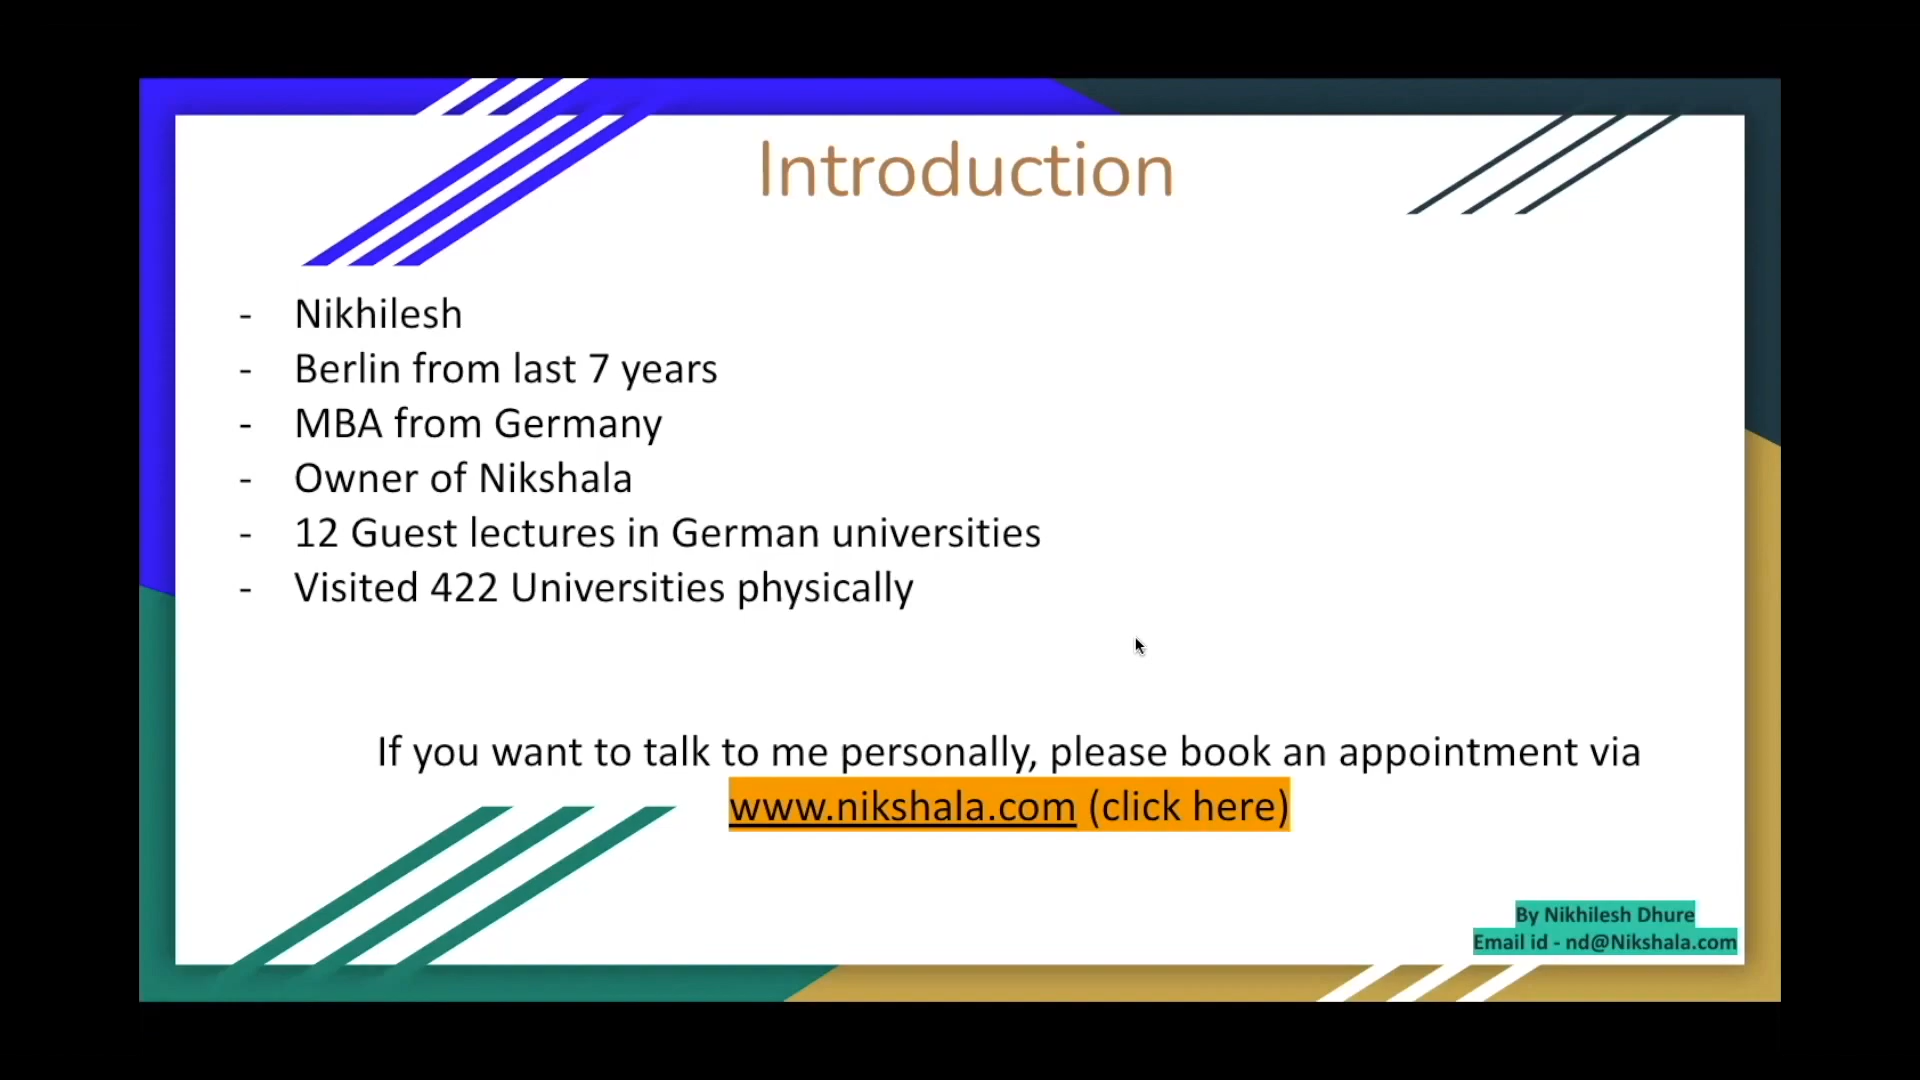 Introduction
- Nikhilesh
- Berlin from last 7 years
- MBA from Germany
- Owner of Nikshala
- 12 Guest lectures in German universities
- Visited 422 Universities physically
If you want to talk to me personally, please book an appointment via
www.nikshala.com (click here)
By Nikhilesh Dhure
Email id - nd@Nikshala.com